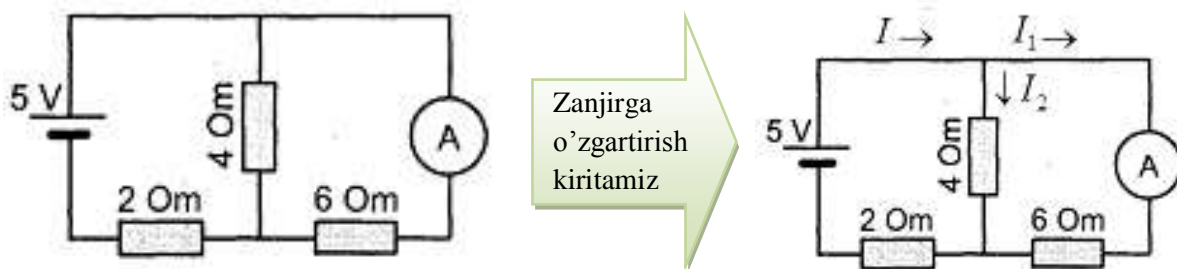 5 V
4 Om
A
2 Om
6 Om
Zanjirga
o’zgartirish
kiritamiz
I → I₁ →
↓ I₂
5 V
4 Om
A
2 Om
6 Om